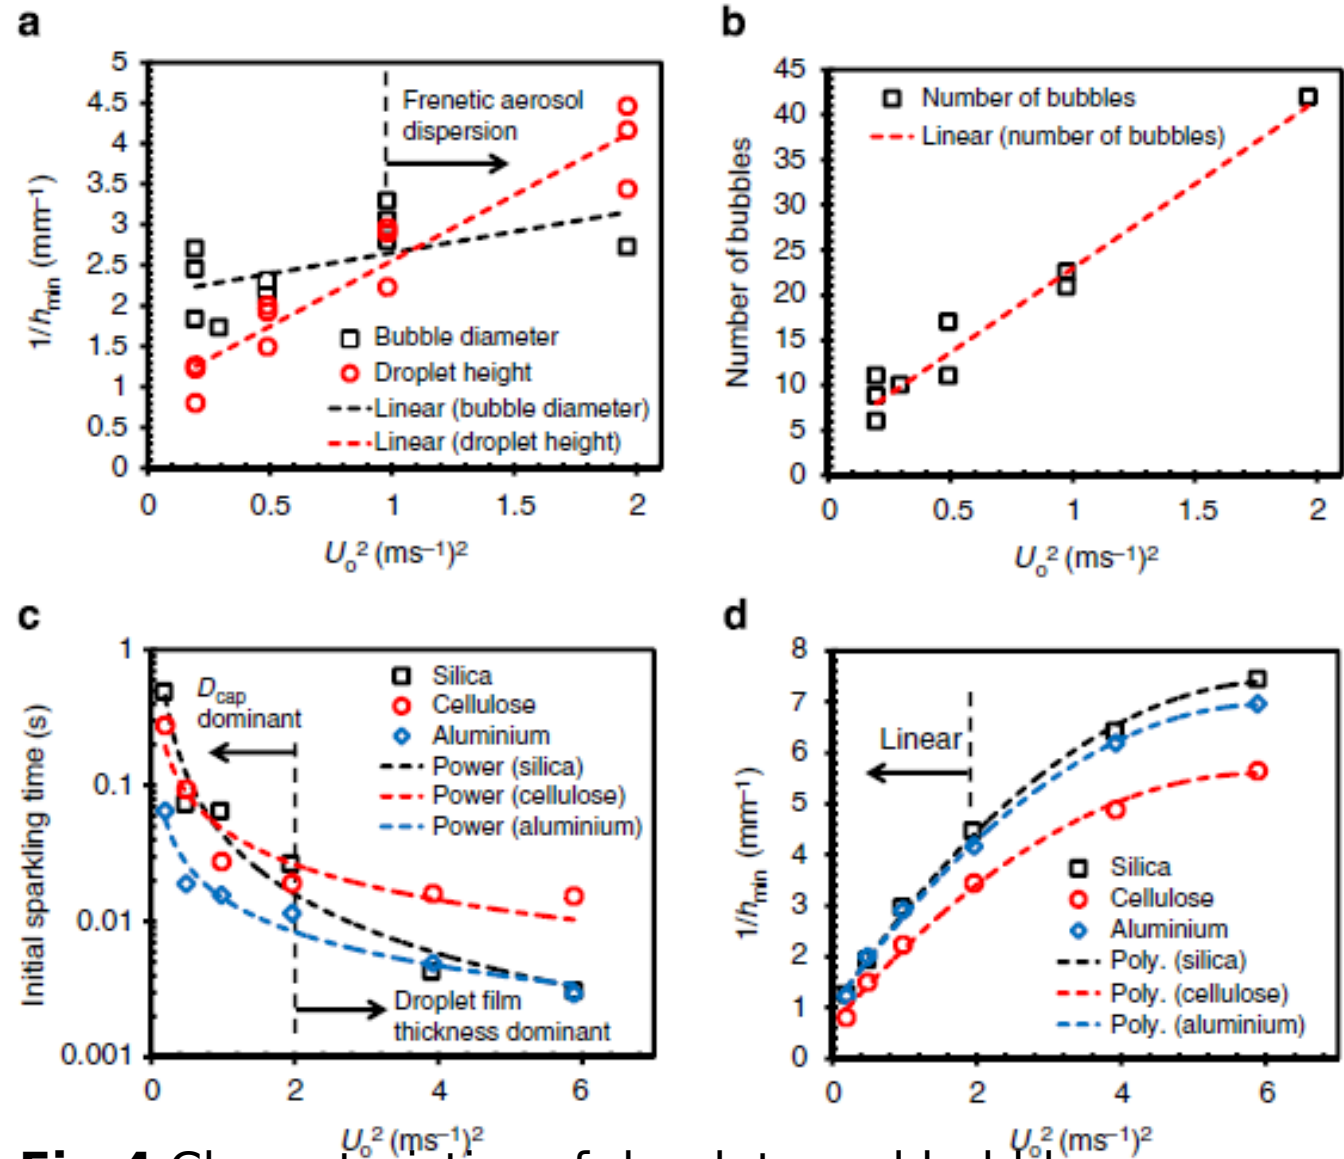 a
5
4.5
4
3.5
3
2.5
2
1.5
1
0.5
0
1/hmin (mm–1)
Frenetic aerosol
dispersion
Bubble diameter
Droplet height
Linear (bubble diameter)
Linear (droplet height)
0 0.5 1 1.5 2
Uo2 (ms–1)2
b
45
40
35
30
25
20
15
10
5
0
Number of bubbles
Number of bubbles
Linear (number of bubbles)
0 0.5 1 1.5 2
Uo2 (ms–1)2
c
1
0.1
0.01
0.001
Initial sparkling time (s)
Dcap
dominant
Silica
Cellulose
Aluminium
Power (silica)
Power (cellulose)
Power (aluminium)
Droplet film
thickness dominant
0 2 4 6
Uo2 (ms–1)2
d
8
7
6
5
4
3
2
1
0
1/hmin (mm–1)
Linear
Silica
Cellulose
Aluminium
Poly. (silica)
Poly. (cellulose)
Poly. (aluminium)
0 2 4 6
Uo2 (ms–1)2